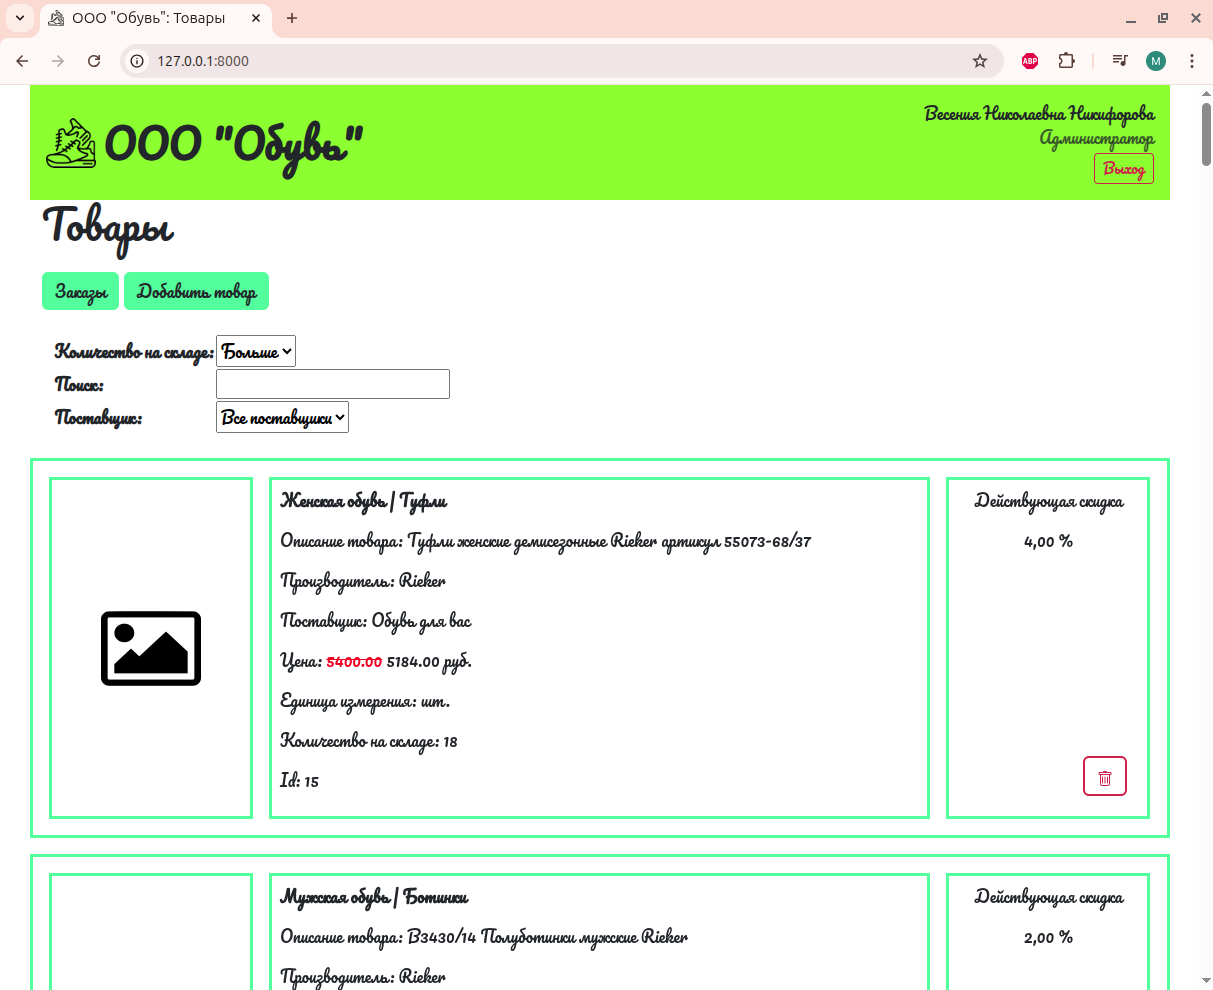 ООО "Обувь": Товары
127.0.0.1:8000
ABP
M
ООО "Обувь"
Весения Николаевна Никифорова
Администратор
Выход
Товары
Заказы
Добавить товар
Количество на складе: Больше
Поиск:
Поставщик: Все поставщики
Женская обувь | Туфли
Описание товара: Туфли женские демисезонные Rieker артикул 55073-68/37
Производитель: Rieker
Поставщик: Обувь для вас
Цена: 5400.00 5184.00 руб.
Единица измерения: шт.
Количество на складе: 18
Id: 15
Действующая скидка
4,00 %
Мужская обувь | Ботинки
Описание товара: B3430/14 Полуботинки мужские Rieker
Производитель: Rieker
Действующая скидка
2,00 %